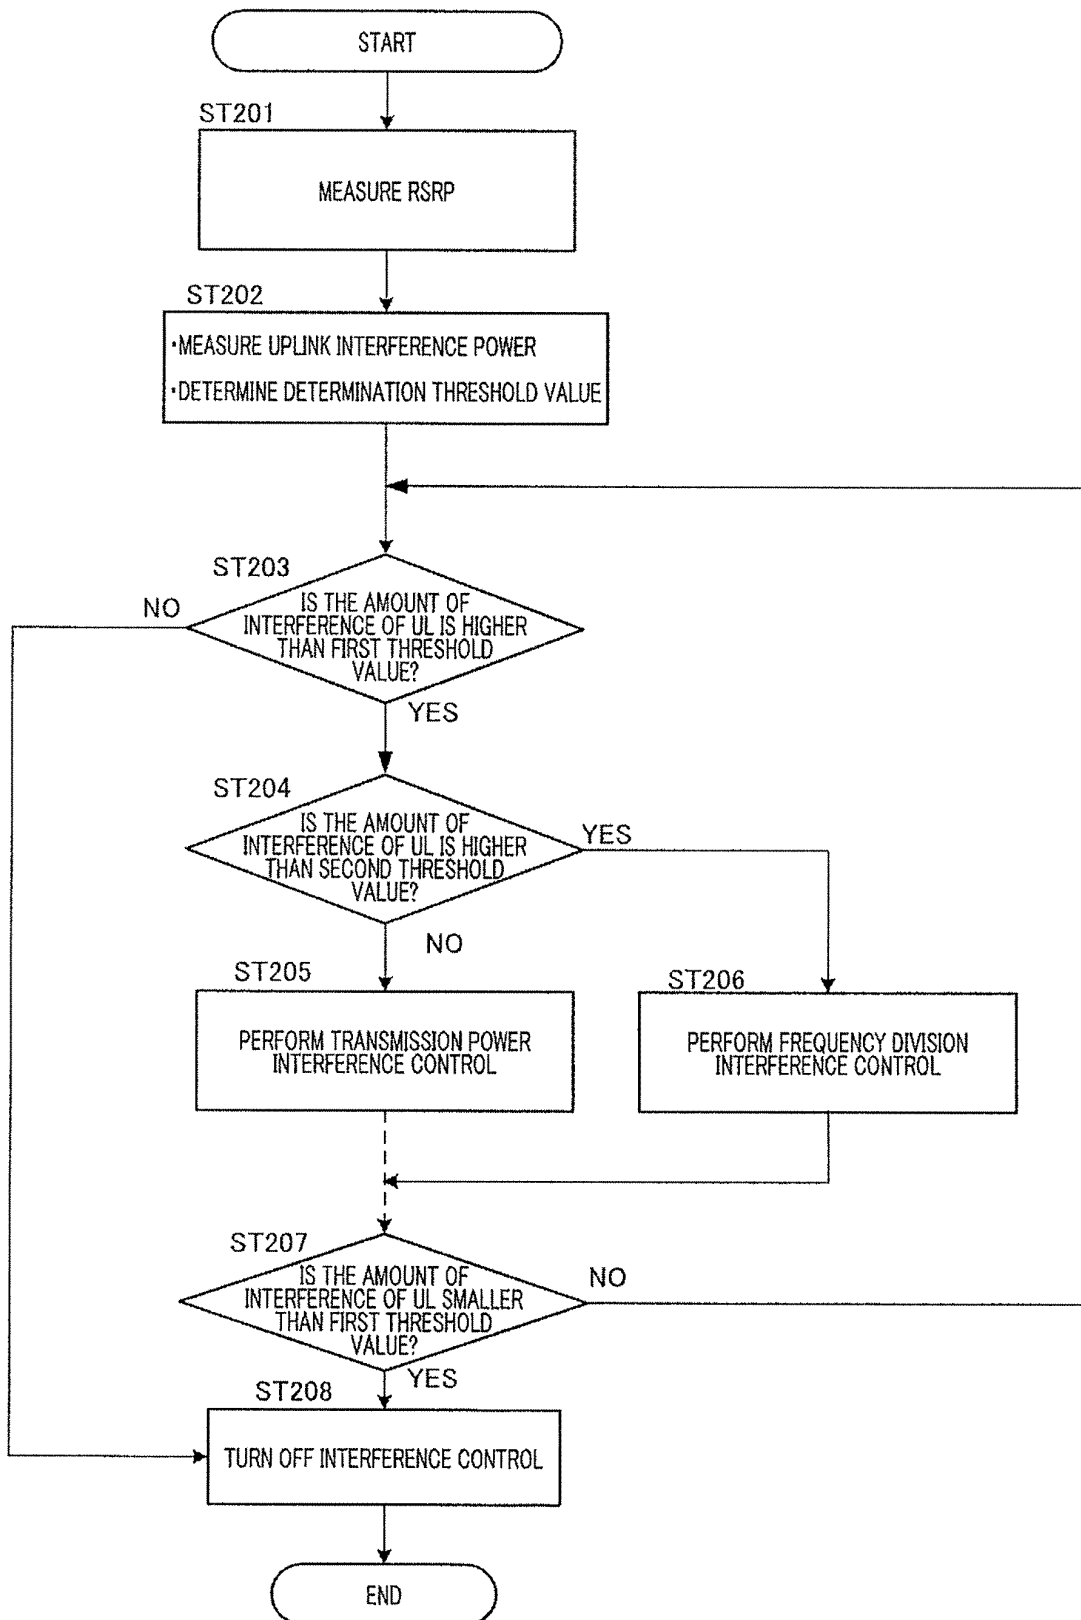 START
ST201
MEASURE RSRP
ST202
・MEASURE UPLINK INTERFERENCE POWER
・DETERMINE DETERMINATION THRESHOLD VALUE
ST203
NO
IS THE AMOUNT OF
INTERFERENCE OF UL IS HIGHER
THAN FIRST THRESHOLD
VALUE?
YES
ST204
IS THE AMOUNT OF
INTERFERENCE OF UL IS HIGHER
THAN SECOND THRESHOLD
VALUE?
YES
NO
ST205
PERFORM TRANSMISSION POWER
INTERFERENCE CONTROL
ST206
PERFORM FREQUENCY DIVISION
INTERFERENCE CONTROL
ST207
IS THE AMOUNT OF
INTERFERENCE OF UL SMALLER
THAN FIRST THRESHOLD
VALUE?
NO
YES
ST208
TURN OFF INTERFERENCE CONTROL
END